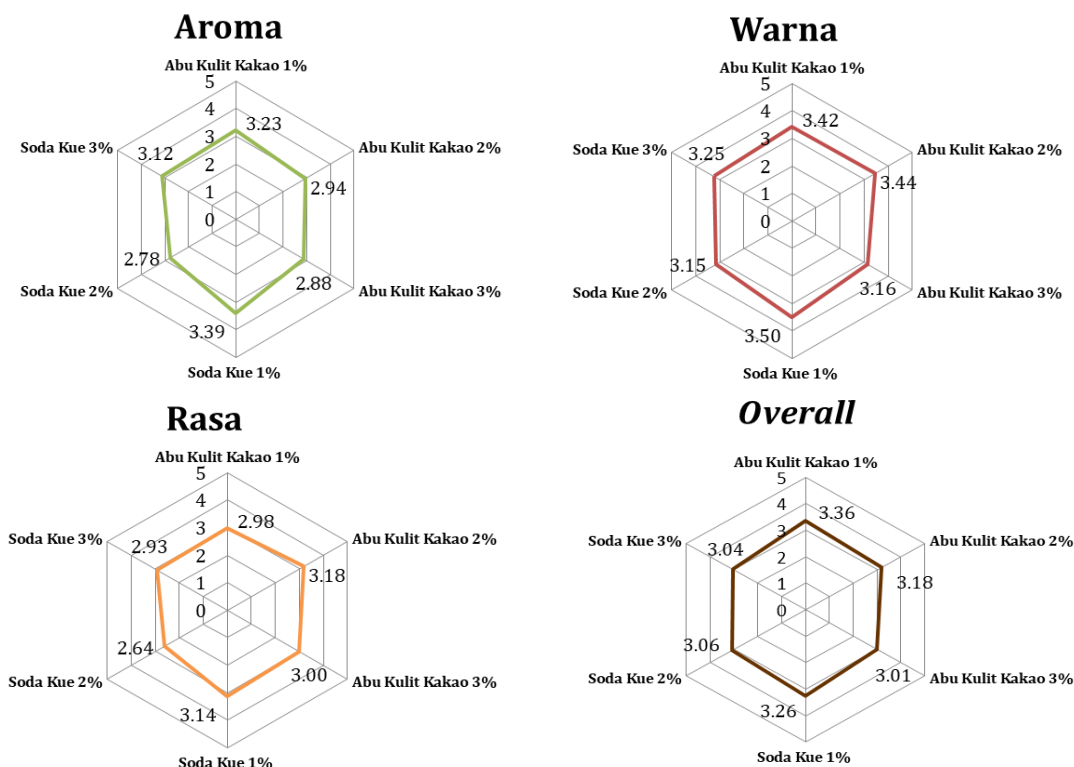 Aroma
Abu Kulit Kakao 1%
5
4
3
2
1
0
3.23
Abu Kulit Kakao 2%
2.94
Abu Kulit Kakao 3%
2.88
Soda Kue 1%
3.39
Soda Kue 2%
2.78
Soda Kue 3%
3.12
Warna
Abu Kulit Kakao 1%
5
4
3
2
1
0
3.42
Abu Kulit Kakao 2%
3.44
Abu Kulit Kakao 3%
3.16
Soda Kue 1%
3.50
Soda Kue 2%
3.15
Soda Kue 3%
3.25
Rasa
Abu Kulit Kakao 1%
5
4
3
2
1
0
2.98
Abu Kulit Kakao 2%
3.18
Abu Kulit Kakao 3%
3.00
Soda Kue 1%
3.14
Soda Kue 2%
2.64
Soda Kue 3%
2.93
Overall
Abu Kulit Kakao 1%
5
4
3
2
1
0
3.36
Abu Kulit Kakao 2%
3.18
Abu Kulit Kakao 3%
3.01
Soda Kue 1%
3.26
Soda Kue 2%
3.06
Soda Kue 3%
3.04